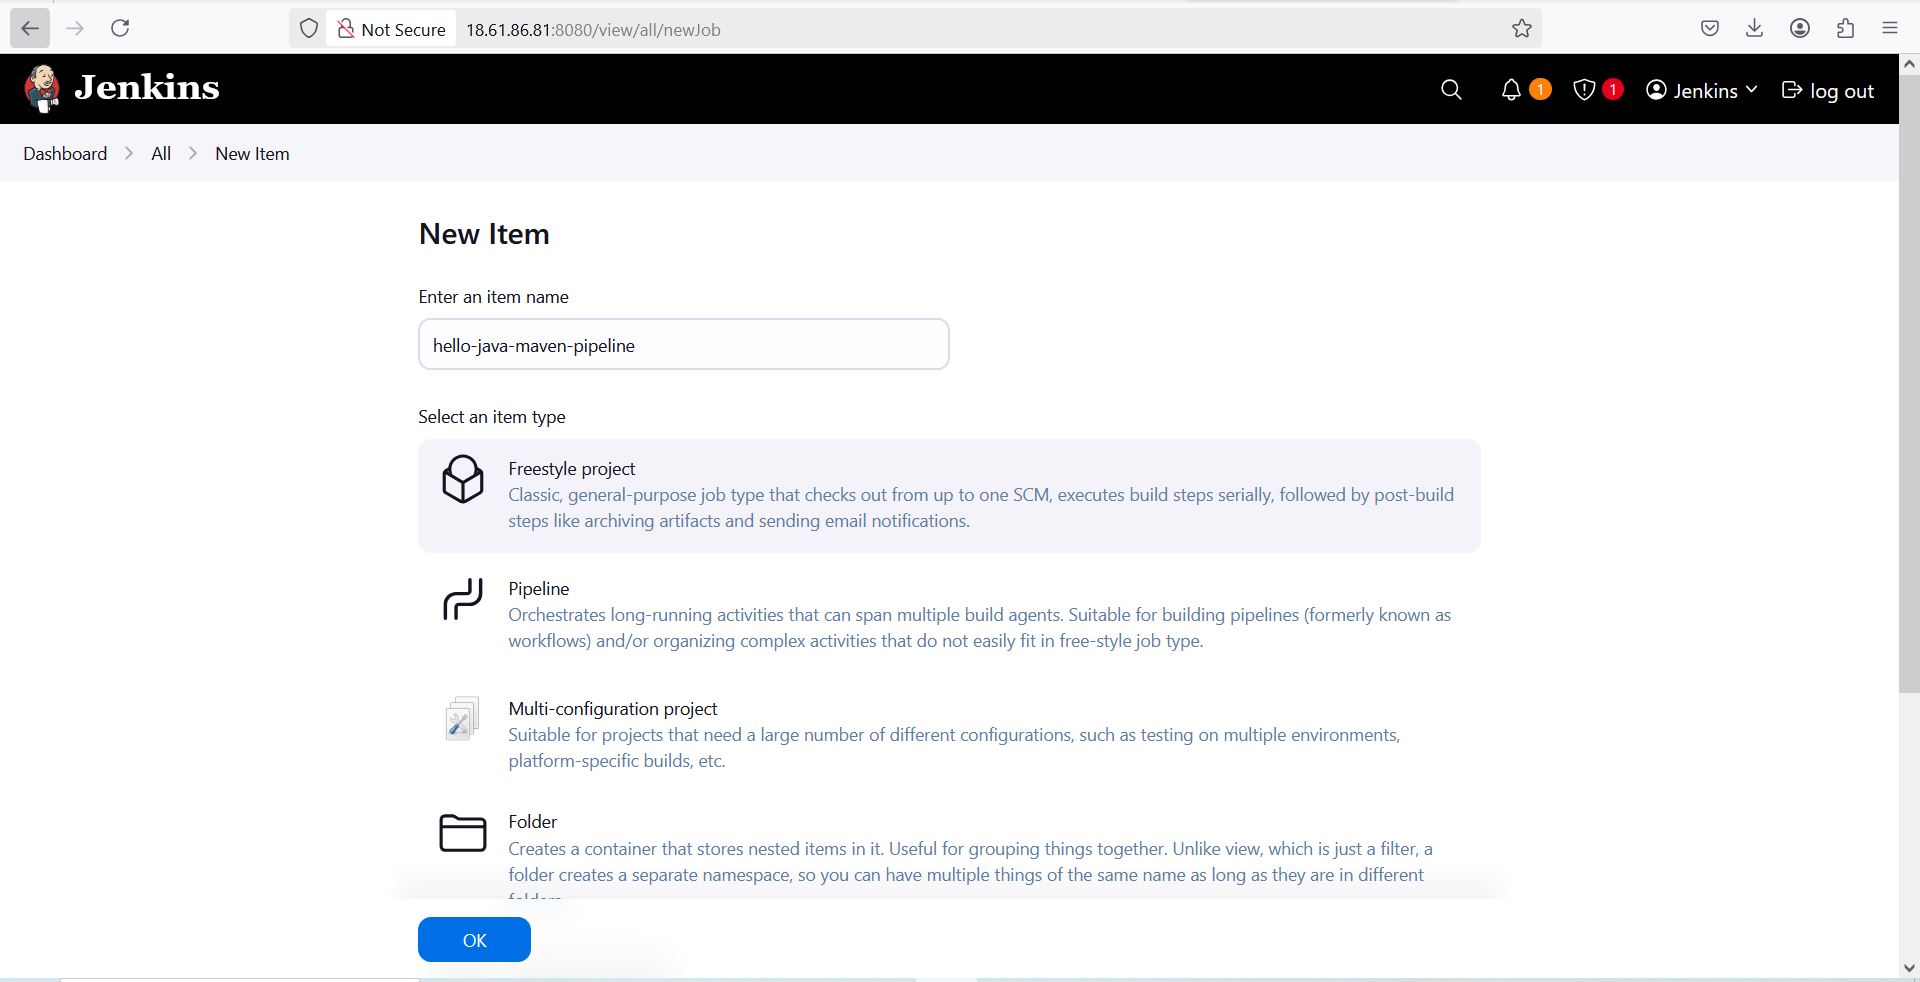 Not Secure 18.61.86.81:8080/view/all/newJob
Jenkins 1 1 Jenkins log out
Dashboard All New Item
New Item
Enter an item name
hello-java-maven-pipeline
Select an item type
Freestyle project
Classic, general-purpose job type that checks out from up to one SCM, executes build steps serially, followed by post-build
steps like archiving artifacts and sending email notifications.
Pipeline
Orchestrates long-running activities that can span multiple build agents. Suitable for building pipelines (formerly known as
workflows) and/or organizing complex activities that do not easily fit in free-style job type.
Multi-configuration project
Suitable for projects that need a large number of different configurations, such as testing on multiple environments,
platform-specific builds, etc.
Folder
Creates a container that stores nested items in it. Useful for grouping things together. Unlike view, which is just a filter, a
folder creates a separate namespace, so you can have multiple things of the same name as long as they are in different
OK